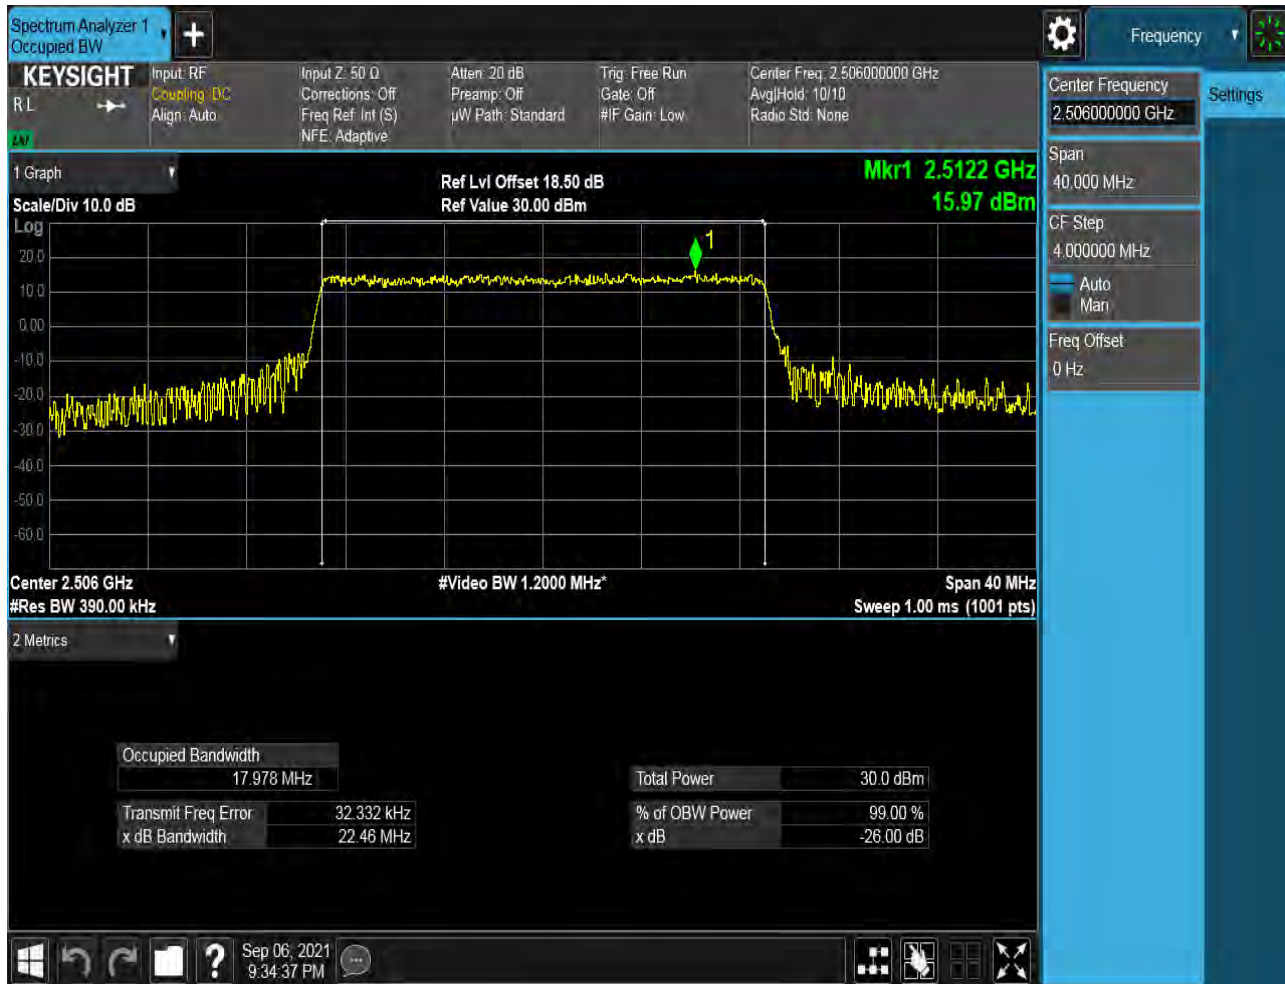 Spectrum Analyzer 1
Occupied BW
Frequency
KEYSIGHT
R L
Input: RF
Coupling: DC
Align: Auto
Input Z: 50 Ω
Corrections: Off
Freq Ref: Int (S)
NFE: Adaptive
Atten: 20 dB
Preamp: Off
µW Path: Standard
Trig: Free Run
Gate: Off
#IF Gain: Low
Center Freq: 2.506000000 GHz
Avg|Hold: 10/10
Radio Std: None
Center Frequency
2.506000000 GHz
Settings
Span
40.000 MHz
CF Step
4.000000 MHz
Auto
Man
Freq Offset
0 Hz
1 Graph
Scale/Div 10.0 dB
Log
Ref Lvl Offset 18.50 dB
Ref Value 30.00 dBm
Mkr1 2.5122 GHz
15.97 dBm
1
20.0
10.0
0.00
-10.0
-20.0
-30.0
-40.0
-50.0
-60.0
Center 2.506 GHz
#Res BW 390.00 kHz
#Video BW 1.2000 MHz*
Span 40 MHz
Sweep 1.00 ms (1001 pts)
2 Metrics
Occupied Bandwidth
17.978 MHz
Transmit Freq Error 32.332 kHz
x dB Bandwidth 22.46 MHz
Total Power 30.0 dBm
% of OBW Power 99.00 %
x dB -26.00 dB
?
Sep 06, 2021
9:34:37 PM